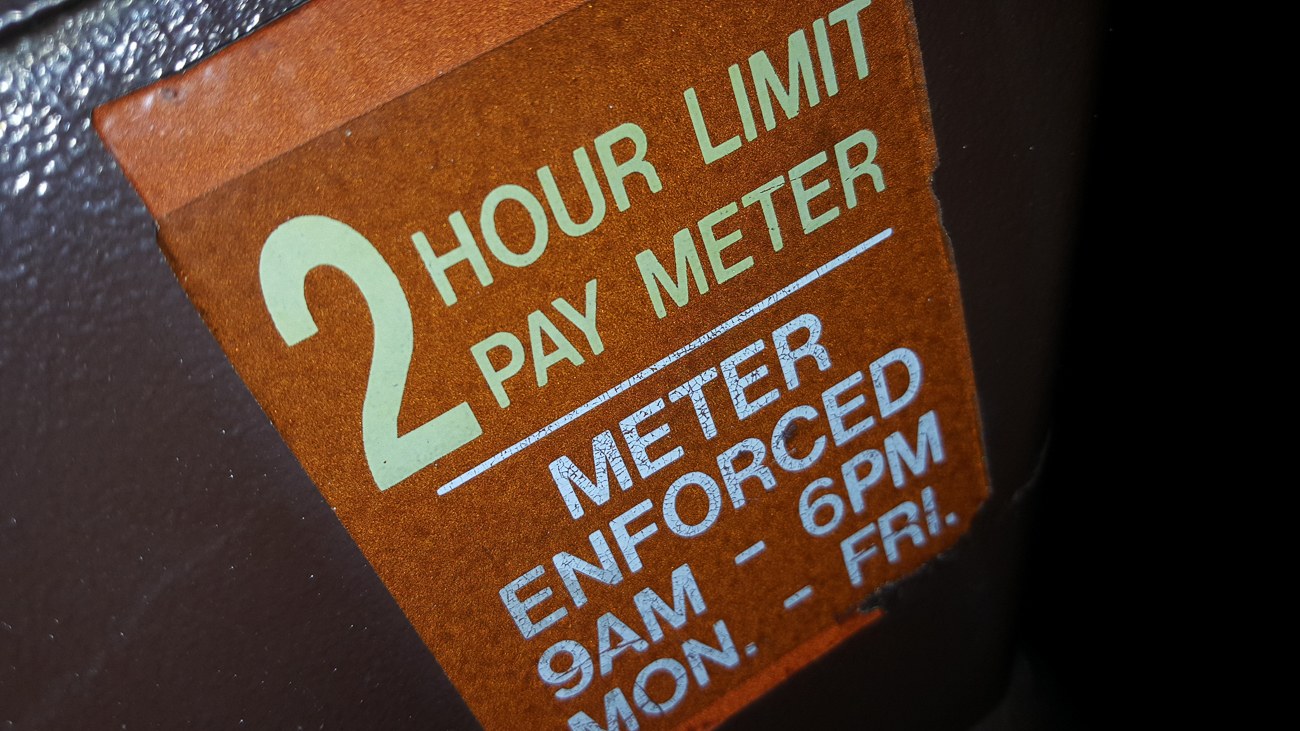 2 HOUR LIMIT
PAY METER
METER
ENFORCED
9AM - 6PM
MON. - FRI.